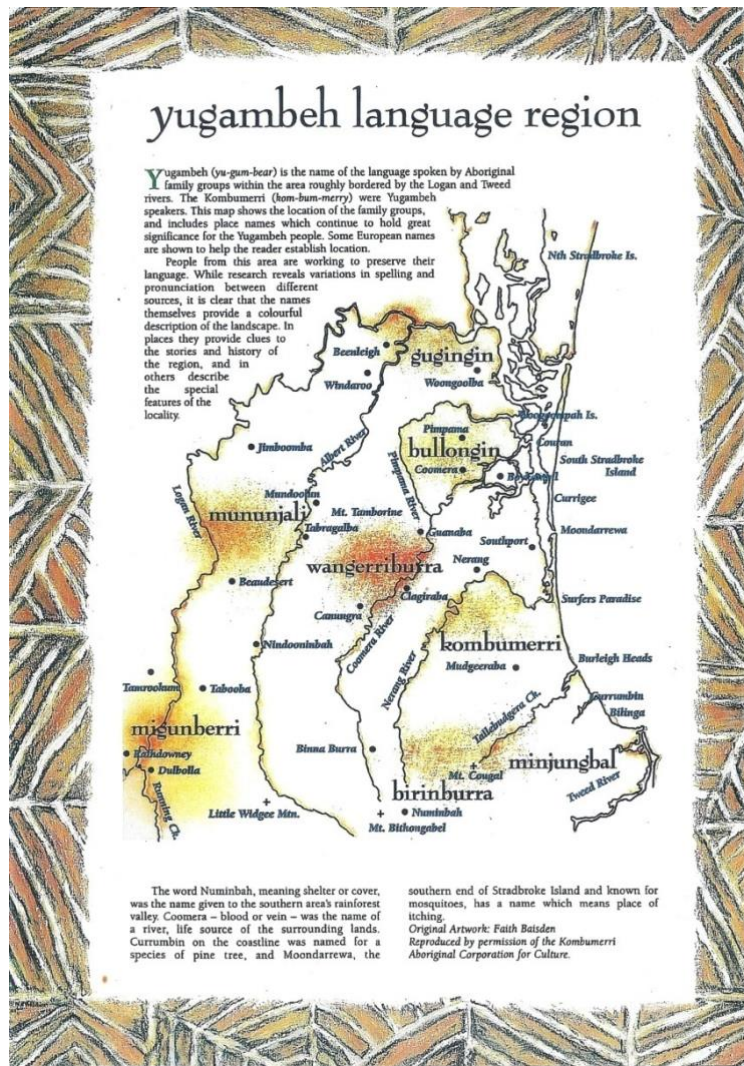 yugambeh language region
Yugambeh (yu-gum-bear) is the name of the language spoken by Aboriginal
family groups within the area roughly bordered by the Logan and Tweed
rivers. The Kombumerri (kom-bum-merry) were Yugambeh
speakers. This map shows the location of the family groups,
and includes place names which continue to hold great
significance for the Yugambeh people. Some European names
are shown to help the reader establish location.
People from this area are working to preserve their
language. While research reveals variations in spelling and
pronunciation between different
sources, it is clear that the names
themselves provide a colourful
description of the landscape. In
places they provide clues to
the stories and history of
the region, and in
others describe
the special
features of the
locality.
Nth Stradbroke Is.
Beenleigh
gugingin
Windaroo
Woongoolba
Is.
Pimpama
Jimboomba
Albert River
bullongin
Couran
Coomera
South Stradbroke
Island
Pimpama River
Logan River
Mundoolun
Currigee
mununjali
Mt. Tamborine
Tabragalba
Gunanba
Moondarrewa
Southport
wangerriburra
Nerang
Beaudesert
Clagiraba
Surfers Paradise
Canungra
Coomera River
kombumerri
Nindooninbah
Mudgeeraba
Burleigh Heads
Nerang River
Tamroolum
Tabooba
Currumbin
Bilinga
Tallebudgera Ck.
migunberri
Binna Burra
Rathdowney
minjungbal
Dulbolla
Mt. Cougal
Tweed River
Running Ck.
birinburra
Little Widgee Mtn.
Numinbah
Mt. Bithongabel
The word Numinbah, meaning shelter or cover,
was the name given to the southern area's rainforest
valley. Coomera – blood or vein – was the name of
a river, life source of the surrounding lands.
Currumbin on the coastline was named for a
species of pine tree, and Moondarrewa, the
southern end of Stradbroke Island and known for
mosquitoes, has a name which means place of
itching.
Original Artwork: Faith Baisden
Reproduced by permission of the Kombumerri
Aboriginal Corporation for Culture.